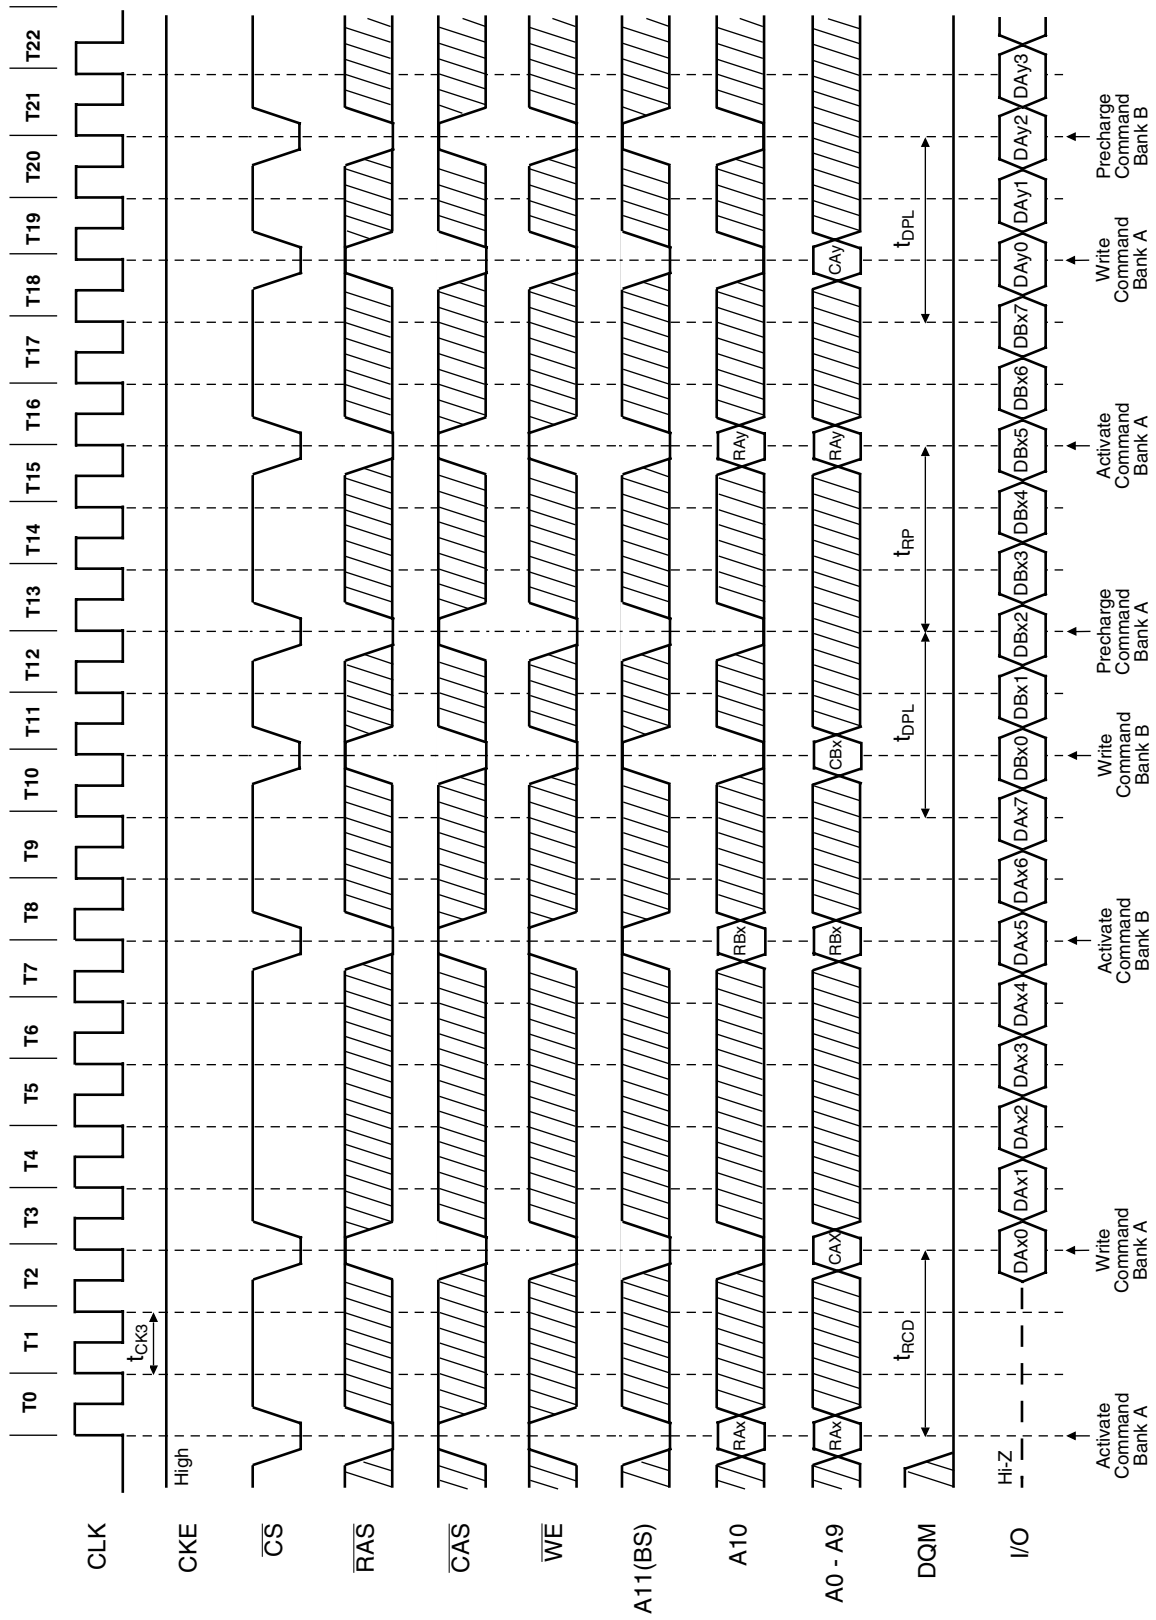 T0 T1 T2 T3 T4 T5 T6 T7 T8 T9 T10 T11 T12 T13 T14 T15 T16 T17 T18 T19 T20 T21 T22
CLK
tCK3
CKE
High
CS
RAS
CAS
WE
A11(BS)
A10
RAx RBx RAy
A0 - A9
RAx CAX RBx CBx RAy CAy
DQM
tRCD tDPL tRP tDPL
I/O
Hi-Z
DAx0 DAx1 DAx2 DAx3 DAx4 DAx5 DAx6 DAx7 DBx0 DBx1 DBx2 DBx3 DBx4 DBx5 DBx6 DBx7 DAy0 DAy1 DAy2 DAy3
Activate
Command
Bank A
Write
Command
Bank A
Activate
Command
Bank B
Write
Command
Bank B
Precharge
Command
Bank A
Activate
Command
Bank A
Write
Command
Bank A
Precharge
Command
Bank B